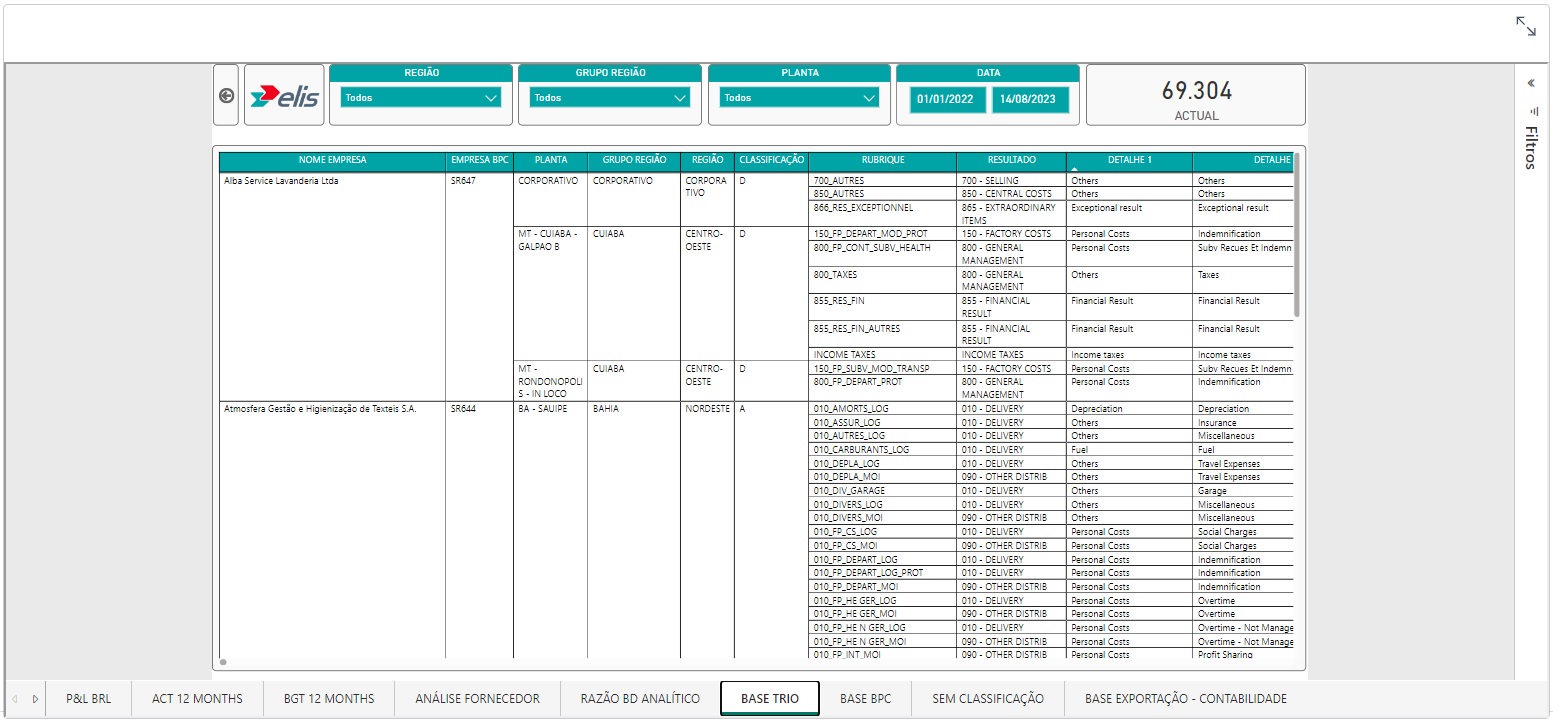 REGIÃO
Todos
GRUPO REGIÃO
Todos
PLANTA
Todos
DATA
01/01/2022 14/08/2023
69.304
ACTUAL
elis
Filtros
NOME EMPRESA EMPRESA BPC PLANTA GRUPO REGIÃO REGIÃO CLASSIFICAÇÃO RUBRIQUE RESULTADO DETALHE 1 DETALHE
Alba Service Lavanderia Ltda SR647 CORPORATIVO CORPORATIVO CORPORA D 700_AUTRES 700 - SELLING Others Others
TIVO 850_AUTRES 850 - CENTRAL COSTS Others Others
866_RES_EXCEPTIONNEL 865 - EXTRAORDINARY Exceptional result Exceptional result
ITEMS
MT - CUIABA - CUIABA CENTRO- D 150_FP_DEPART_MOD_PROT 150 - FACTORY COSTS Personal Costs Indemnification
GALPAO B OESTE 800_FP_CONT_SUBV_HEALTH 800 - GENERAL Personal Costs Subv Recues Et Indemn
MANAGEMENT
800_TAXES 800 - GENERAL Others Taxes
MANAGEMENT
855_RES_FIN 855 - FINANCIAL Financial Result Financial Result
RESULT
855_RES_FIN_AUTRES 855 - FINANCIAL Financial Result Financial Result
RESULT
INCOME TAXES INCOME TAXES Income taxes Income taxes
MT - CUIABA CENTRO- D 150_FP_SUBV_MOD_TRANSP 150 - FACTORY COSTS Personal Costs Subv Recues Et Indemn
RONDONOPOLI OESTE 800_FP_DEPART_PROT 800 - GENERAL Personal Costs Indemnification
S - IN LOCO MANAGEMENT
Atmosfera Gestão e Higienização de Texteis S.A. SR644 BA - SAUIPE BAHIA NORDESTE A 010_AMORTS_LOG 010 - DELIVERY Depreciation Depreciation
010_ASSUR_LOG 010 - DELIVERY Others Insurance
010_AUTRES_LOG 010 - DELIVERY Others Miscellaneous
010_CARBURANTS_LOG 010 - DELIVERY Fuel Fuel
010_DEPLA_LOG 010 - DELIVERY Others Travel Expenses
010_DEPLA_MOI 090 - OTHER DISTRIB Others Travel Expenses
010_DIV_GARAGE 010 - DELIVERY Others Garage
010_DIVERS_LOG 010 - DELIVERY Others Miscellaneous
010_DIVERS_MOI 090 - OTHER DISTRIB Others Miscellaneous
010_FP_CS_LOG 010 - DELIVERY Personal Costs Social Charges
010_FP_CS_MOI 090 - OTHER DISTRIB Personal Costs Social Charges
010_FP_DEPART_LOG 010 - DELIVERY Personal Costs Indemnification
010_FP_DEPART_LOG_PROT 010 - DELIVERY Personal Costs Indemnification
010_FP_DEPART_MOI 090 - OTHER DISTRIB Personal Costs Indemnification
010_FP_HE GER_LOG 010 - DELIVERY Personal Costs Overtime
010_FP_HE GER_MOI 090 - OTHER DISTRIB Personal Costs Overtime
010_FP_HE N GER_LOG 010 - DELIVERY Personal Costs Overtime - Not Manage
010_FP_HE N GER_MOI 090 - OTHER DISTRIB Personal Costs Overtime - Not Manage
010_FP_INT_MOI 090 - OTHER DISTRIB Personal Costs Profit Sharing
P&L BRL ACT 12 MONTHS BGT 12 MONTHS ANÁLISE FORNECEDOR RAZÃO BD ANALÍTICO BASE TRIO BASE BPC SEM CLASSIFICAÇÃO BASE EXPORTAÇÃO - CONTABILIDADE